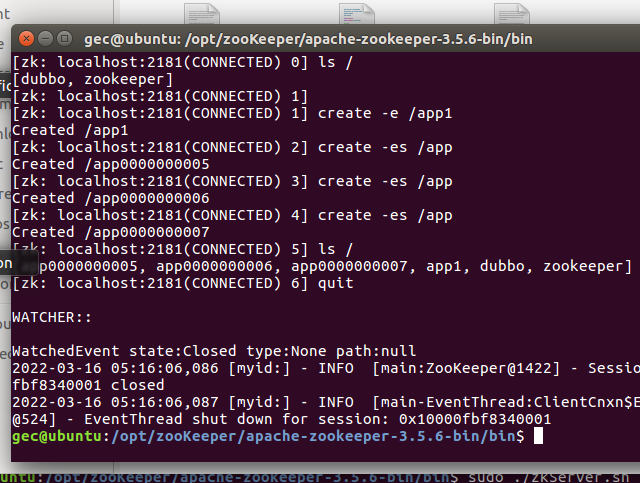 gec@ubuntu: /opt/zooKeeper/apache-zookeeper-3.5.6-bin/bin
[zk: localhost:2181(CONNECTED) 0] ls /
[dubbo, zookeeper]
[zk: localhost:2181(CONNECTED) 1]
[zk: localhost:2181(CONNECTED) 1] create -e /app1
Created /app1
[zk: localhost:2181(CONNECTED) 2] create -es /app
Created /app0000000005
[zk: localhost:2181(CONNECTED) 3] create -es /app
Created /app0000000006
[zk: localhost:2181(CONNECTED) 4] create -es /app
Created /app0000000007
[zk: localhost:2181(CONNECTED) 5] ls /
app0000000005, app0000000006, app0000000007, app1, dubbo, zookeeper]
[zk: localhost:2181(CONNECTED) 6] quit
WATCHER::
WatchedEvent state:Closed type:None path:null
2022-03-16 05:16:06,086 [myid:] - INFO [main:ZooKeeper@1422] - Sessio
fbf8340001 closed
2022-03-16 05:16:06,087 [myid:] - INFO [main-EventThread:ClientCnxn$E
@524] - EventThread shut down for session: 0x10000fbf8340001
gec@ubuntu:/opt/zooKeeper/apache-zookeeper-3.5.6-bin/bin$
untu:/opt/zooKeeper/apache-zookeeper-3.5.6-bin/bin$ sudo ./zkServer.sh